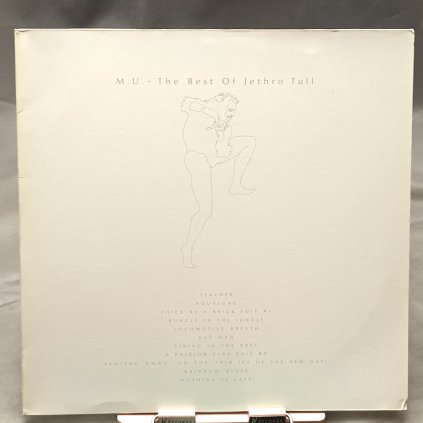 M.U. - The Best Of Jethro Tull
TEACHER
AQUALUNG
THICK AS A BRICK EDIT #1
BUNGLE IN THE JUNGLE
LOCOMOTIVE BREATH
FAT MAN
LIVING IN THE PAST
A PASSION PLAY EDIT #8
SKATING AWAY (ON THE THIN ICE OF THE NEW DAY)
RAINBOW BLUES
NOTHING IS EASY